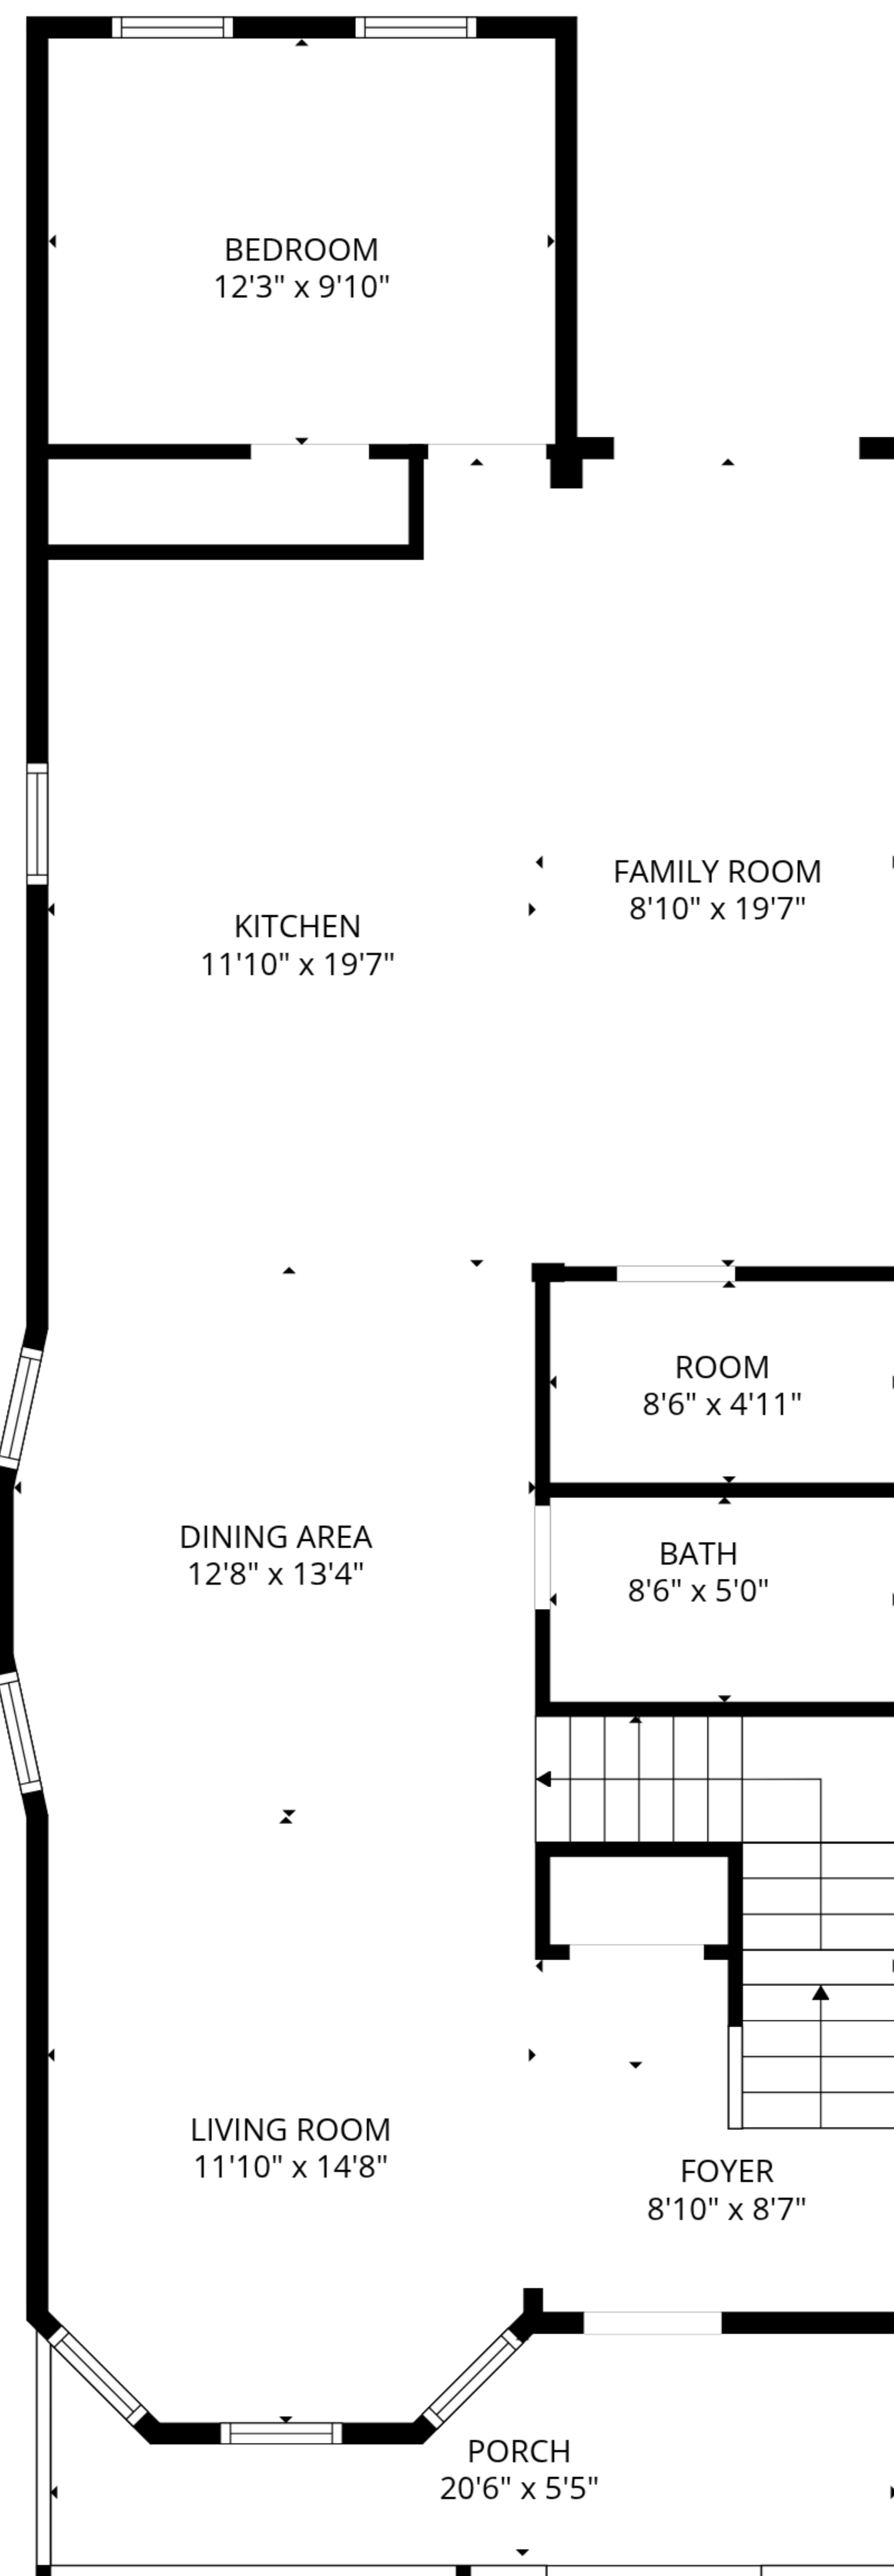 BEDROOM
12'3" x 9'10"
FAMILY ROOM
8'10" x 19'7"
KITCHEN
11'10" x 19'7"
ROOM
8'6" x 4'11"
DINING AREA
12'8" x 13'4"
BATH
8'6" x 5'0"
LIVING ROOM
11'10" x 14'8"
FOYER
8'10" x 8'7"
PORCH
20'6" x 5'5"